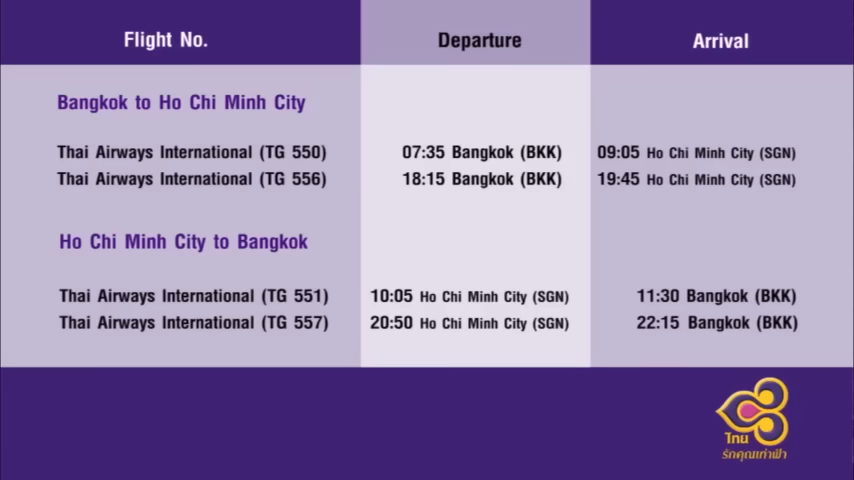 Flight No. Departure Arrival
Bangkok to Ho Chi Minh City
Thai Airways International (TG 550) 07:35 Bangkok (BKK) 09:05 Ho Chi Minh City (SGN)
Thai Airways International (TG 556) 18:15 Bangkok (BKK) 19:45 Ho Chi Minh City (SGN)
Ho Chi Minh City to Bangkok
Thai Airways International (TG 551) 10:05 Ho Chi Minh City (SGN) 11:30 Bangkok (BKK)
Thai Airways International (TG 557) 20:50 Ho Chi Minh City (SGN) 22:15 Bangkok (BKK)
ไทย
รักคุณเท่าฟ้า